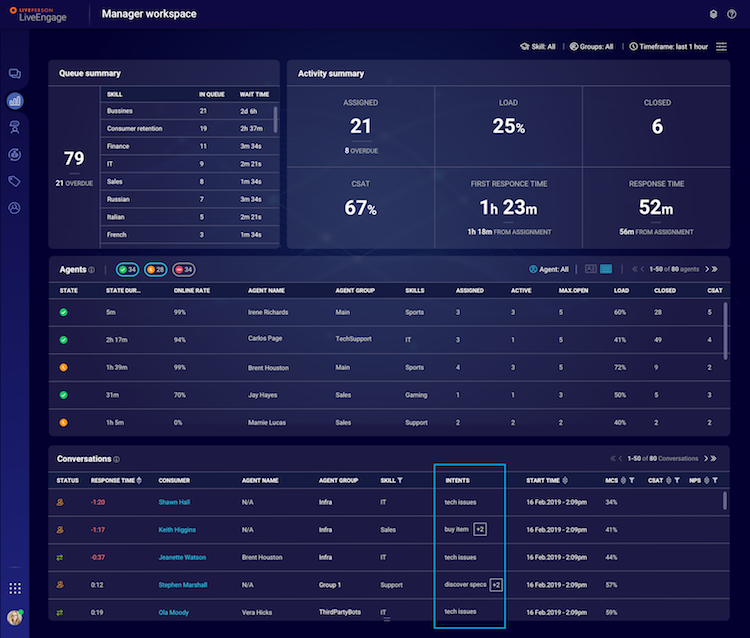 LIVEPERSON
LiveEngage
Manager workspace
Skill: All
Groups: All
Timeframe: last 1 hour
Queue summary
SKILL IN QUEUE WAIT TIME
79
21 OVERDUE
Bussines 21 2d 6h
Consumer retention 19 2h 37m
Finance 11 3m 34s
IT 9 2m 21s
Sales 8 1m 34s
Russian 7 3m 34s
Italian 5 2m 21s
French 3 1m 34s
Activity summary
ASSIGNED
21
8 OVERDUE
LOAD
25%
CLOSED
6
CSAT
67%
FIRST RESPONCE TIME
1h 23m
1h 18m FROM ASSIGNMENT
RESPONSE TIME
52m
56m FROM ASSIGNMENT
Agents 34 28 34 Agent: All 1-50 of 80 agents
STATE STATE DUR... ONLINE RATE AGENT NAME AGENT GROUP SKILLS ASSIGNED ACTIVE MAX.OPEN LOAD CLOSED CSAT
5m 99% Irene Richards Main Sports 3 3 5 60% 28 5
2h 17m 94% Carlos Page TechSupport IT 3 1 5 41% 49 4
1h 39m 99% Brent Houston Main Sports 4 3 5 72% 9 2
31m 70% Jay Hayes Sales Gaming 1 1 3 50% 5 3
1h 5m 0% Mamie Lucas Sales Support 2 2 2 40% 2 2
Conversations 1-50 of 80 Conversations
STATUS RESPONSE TIME CONSUMER AGENT NAME AGENT GROUP SKILL INTENTS START TIME MCS CSAT NPS
-1:20 Shawn Hall N/A Infra IT tech issues 16 Feb.2019 - 2:09pm 34%
-1:17 Keith Higgins N/A Infra Sales buy item +2 16 Feb.2019 - 2:09pm 41%
-0:37 Jeanette Watson Brent Houston Infra IT tech issues 16 Feb.2019 - 2:09pm 44%
0:12 Stephen Marshall N/A Group 1 Support discover specs +2 16 Feb.2019 - 2:09pm 57%
0:19 Ola Moody Vera Hicks ThirdPartyBots IT tech issues 16 Feb.2019 - 2:09pm 59%